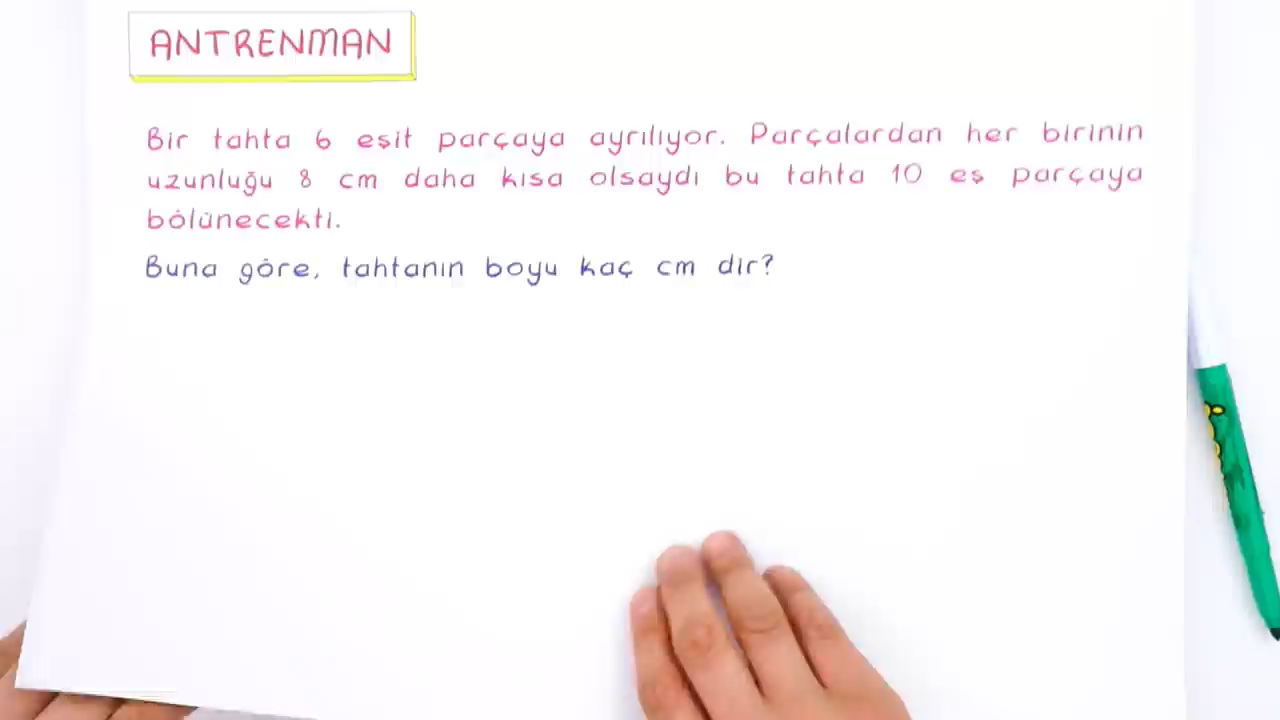 ANTRENMAN
Bir tahta 6 eşit parçaya ayrılıyor. Parçalardan her birinin
uzunluğu 8 cm daha kısa olsaydı bu tahta 10 eş parçaya
bölünecekti.
Buna göre, tahtanın boyu kaç cm dir?